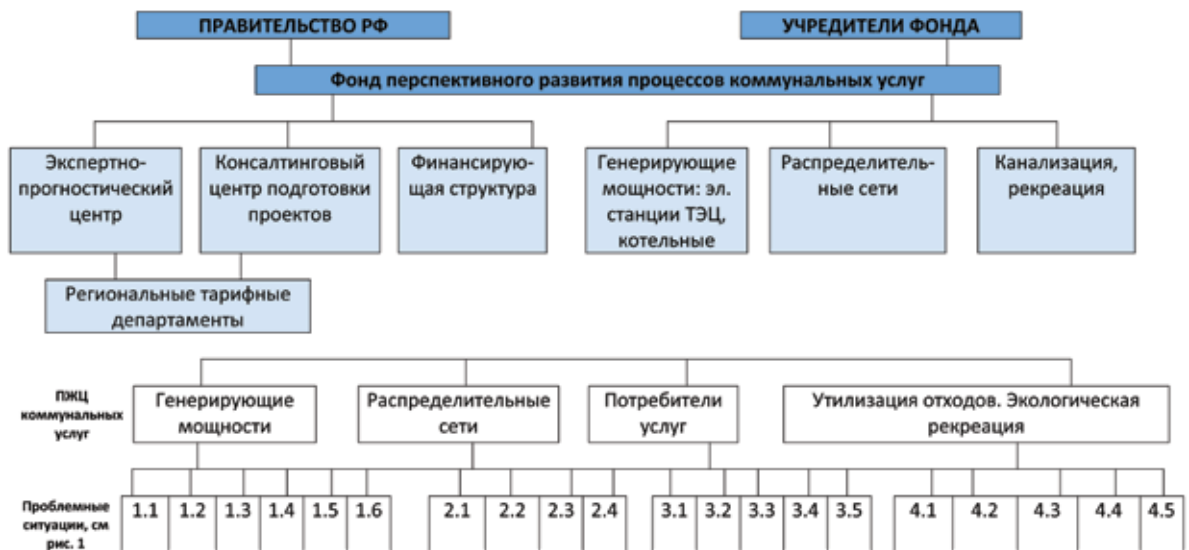 ПРАВИТЕЛЬСТВО РФ
УЧРЕДИТЕЛИ ФОНДА
Фонд перспективного развития процессов коммунальных услуг
Экспертно-
прогностический
центр
Консалтинговый
центр подготовки
проектов
Финансирую-
щая структура
Генерирующие
мощности: эл.
станции ТЭЦ,
котельные
Распределитель-
ные сети
Канализация,
рекреация
Региональные тарифные
департаменты
ПЖЦ
коммунальных
услуг
Генерирующие
мощности
Распределительные
сети
Потребители
услуг
Утилизация отходов. Экологическая
рекреация
Проблемные
ситуации, см
рис. 1
1.1 1.2 1.3 1.4 1.5 1.6 2.1 2.2 2.3 2.4 3.1 3.2 3.3 3.4 3.5 4.1 4.2 4.3 4.4 4.5